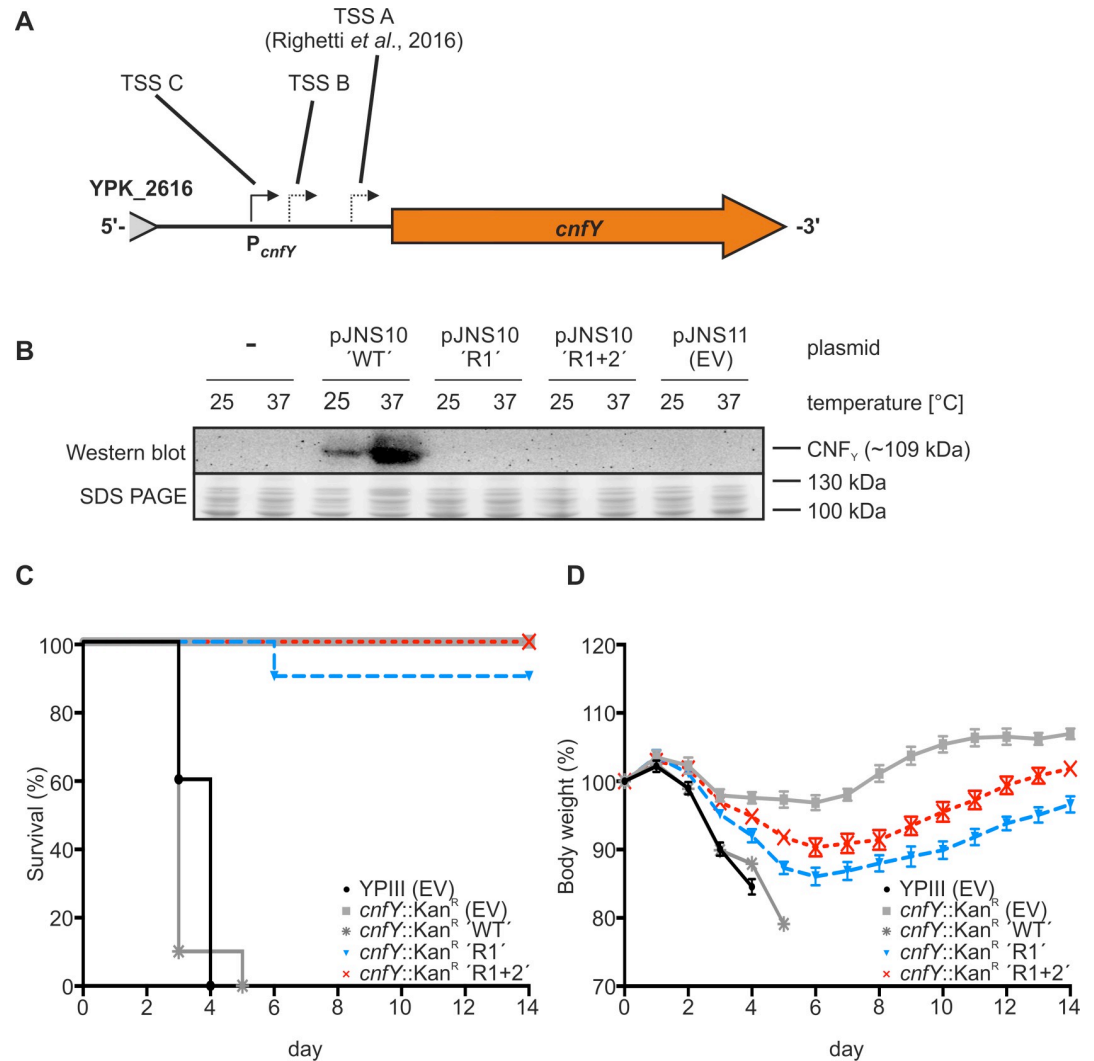 A
TSS A
(Righetti et al., 2016)
TSS C
TSS B
YPK_2616
5'-
PcnfY
cnfY
-3'
B
-
pJNS10 ´WT´
pJNS10 ´R1´
pJNS10 ´R1+2´
pJNS11 (EV)
plasmid
25 37 25 37 25 37 25 37 25 37 temperature [°C]
Western blot
CNFY (~109 kDa)
SDS PAGE
130 kDa
100 kDa
C
Survival (%)
100
80
60
40
20
0
0 2 4 6 8 10 12 14
day
YPIII (EV)
cnfY::KanR (EV)
cnfY::KanR ´WT´
cnfY::KanR ´R1´
cnfY::KanR ´R1+2´
D
Body weight (%)
120
110
100
90
80
70
0 2 4 6 8 10 12 14
day
YPIII (EV)
cnfY::KanR (EV)
cnfY::KanR ´WT´
cnfY::KanR ´R1´
cnfY::KanR ´R1+2´